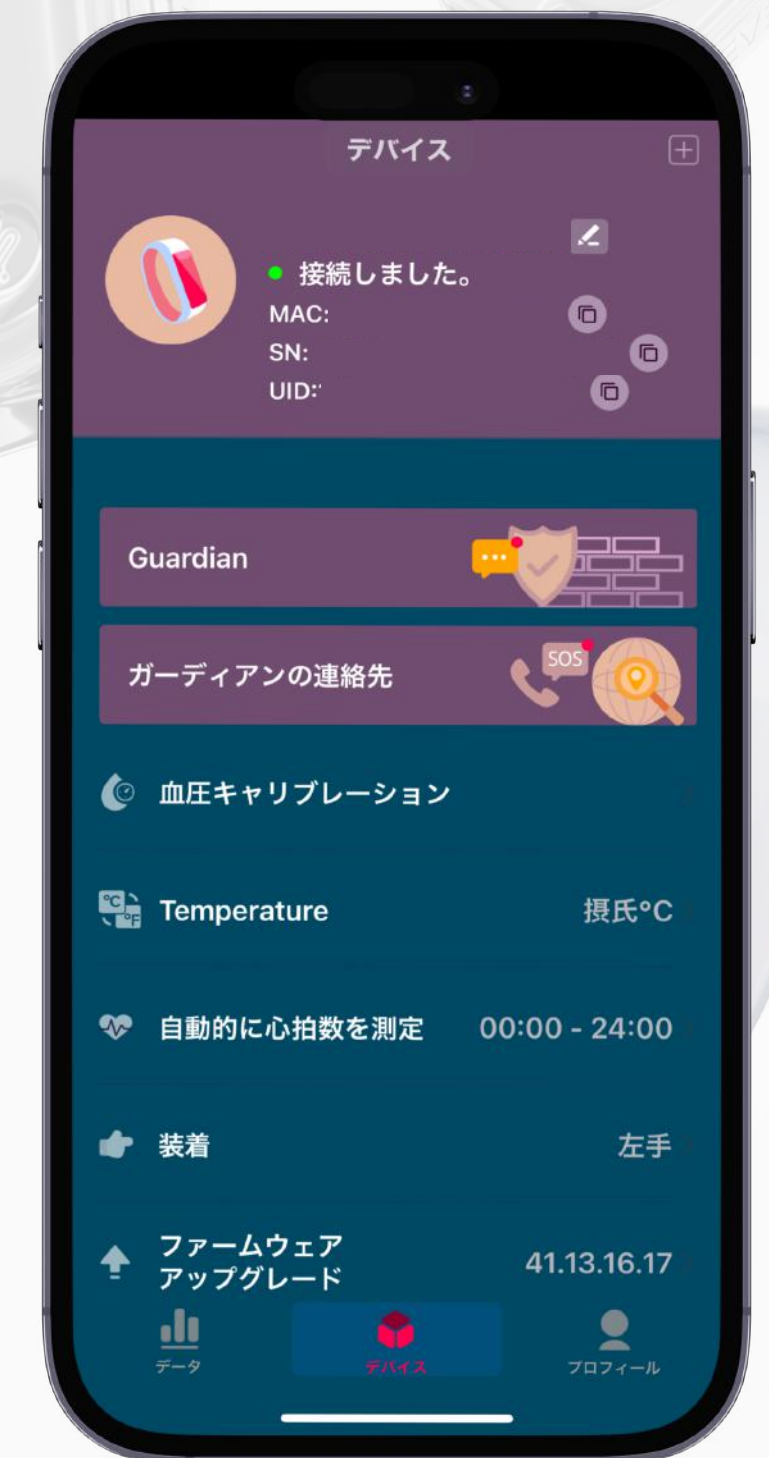 デバイス
接続しました。
MAC:
SN:
UID:
Guardian
ガーディアンの連絡先
SOS
血圧キャリブレーション
°C
°F
Temperature
摂氏°C
自動的に心拍数を測定
00:00 - 24:00
装着
左手
ファームウェア
アップグレード
41.13.16.17
データ
デバイス
プロフィール